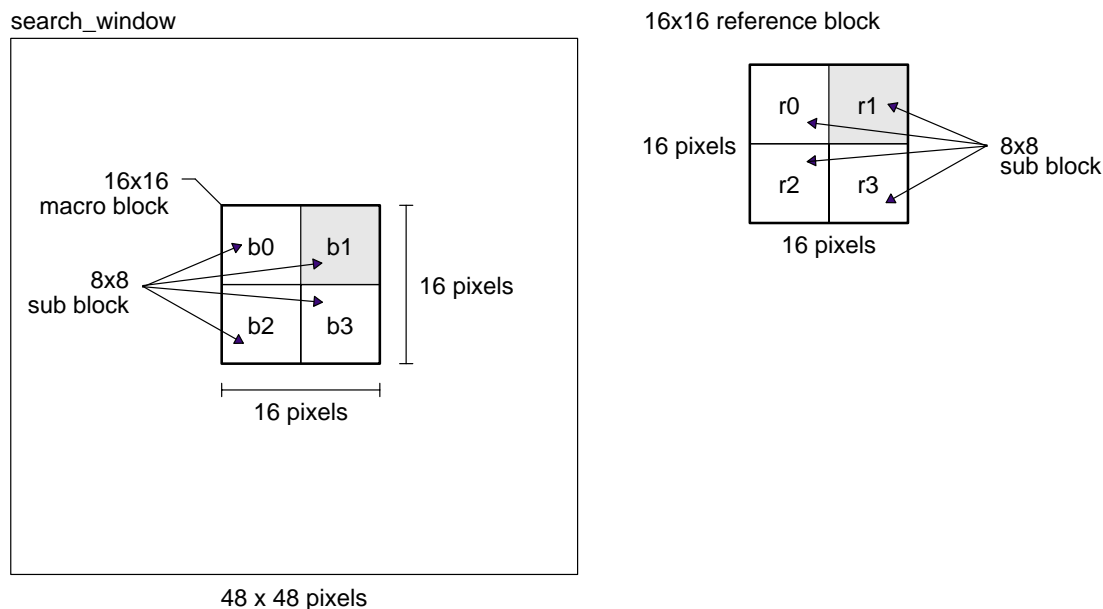 search_window
16x16 reference block
r0
r1
16 pixels
8x8
sub block
r2
r3
16 pixels
16x16
macro block
b0
b1
8x8
sub block
16 pixels
b2
b3
16 pixels
48 x 48 pixels